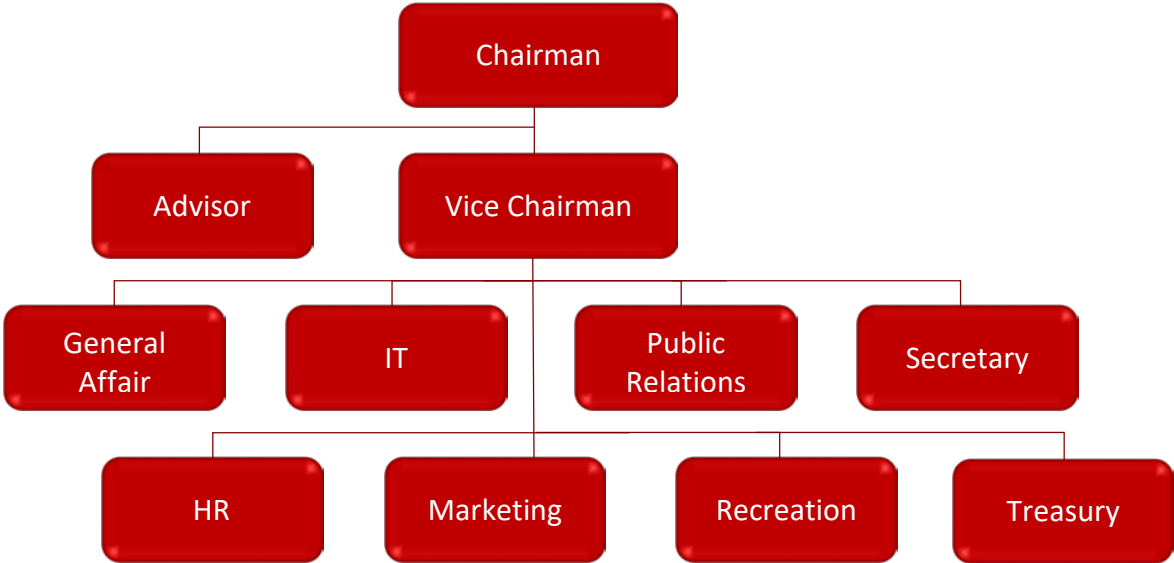 Chairman
Advisor
Vice Chairman
General
Affair
IT
Public
Relations
Secretary
HR
Marketing
Recreation
Treasury